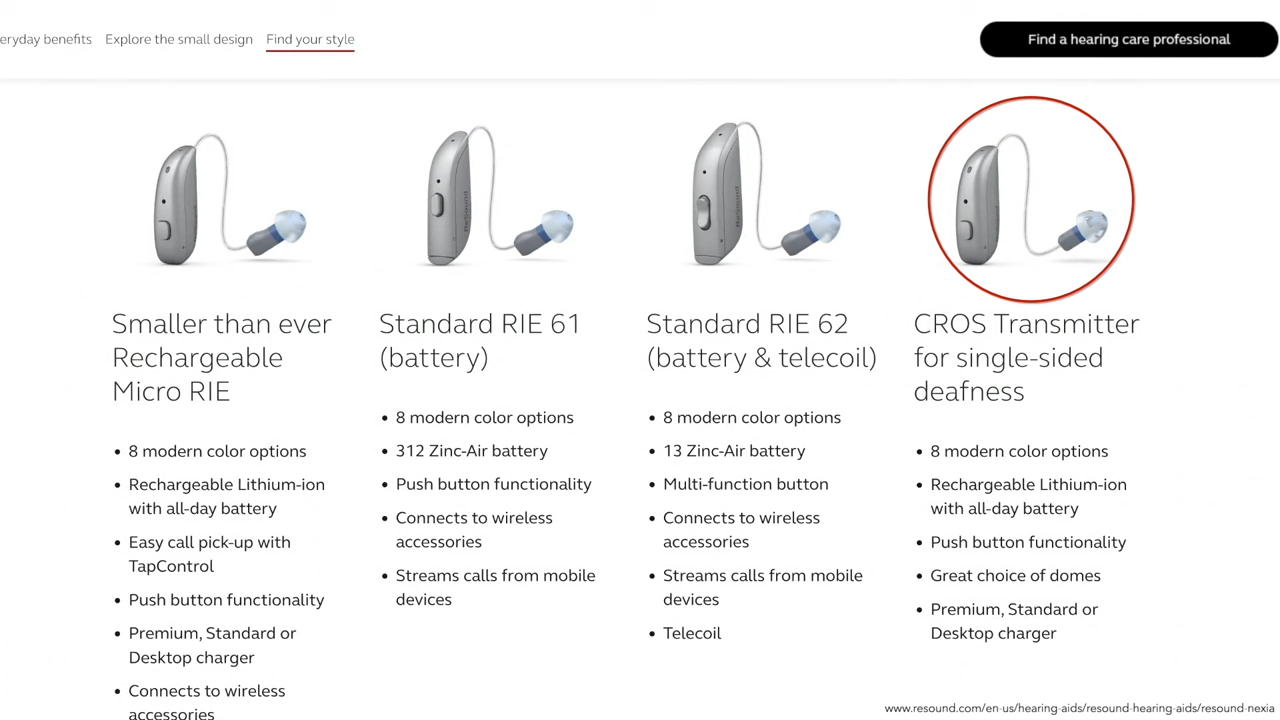 eryday benefits Explore the small design Find your style
Find a hearing care professional
Smaller than ever
Rechargeable
Micro RIE
8 modern color options
Rechargeable Lithium-ion
with all-day battery
Easy call pick-up with
TapControl
Push button functionality
Premium, Standard or
Desktop charger
Connects to wireless
accessories
ReSound
Standard RIE 61
(battery)
8 modern color options
312 Zinc-Air battery
Push button functionality
Connects to wireless
accessories
Streams calls from mobile
devices
ReSound
Standard RIE 62
(battery & telecoil)
8 modern color options
13 Zinc-Air battery
Multi-function button
Connects to wireless
accessories
Streams calls from mobile
devices
Telecoil
CROS Transmitter
for single-sided
deafness
8 modern color options
Rechargeable Lithium-ion
with all-day battery
Push button functionality
Great choice of domes
Premium, Standard or
Desktop charger
www.resound.com/en-us/hearing-aids/resound-hearing-aids/resound-nexia